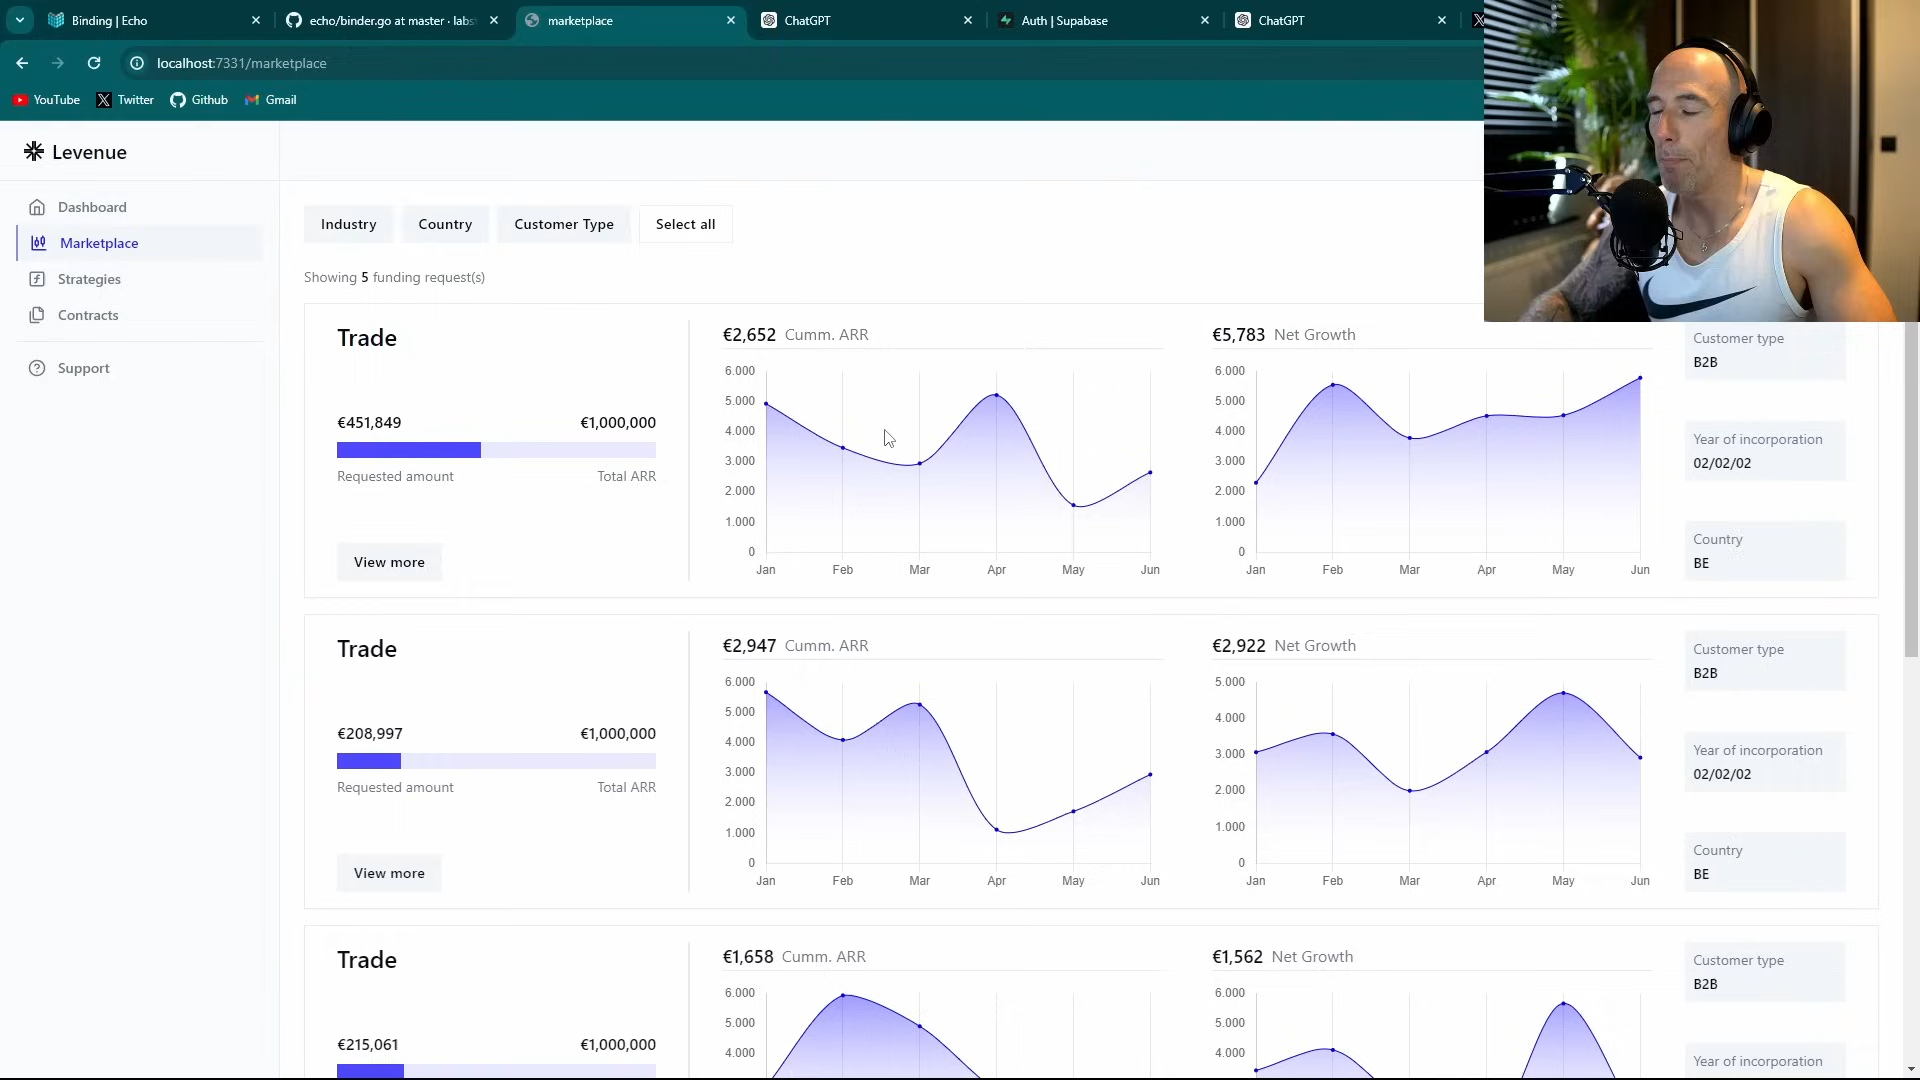 Binding | Echo
echo/binder.go at master · labs
marketplace
ChatGPT
Auth | Supabase
ChatGPT
localhost:7331/marketplace
YouTube
Twitter
Github
Gmail
Levenue
Dashboard
Marketplace
Strategies
Contracts
Support
Industry
Country
Customer Type
Select all
Showing 5 funding request(s)
Trade
€451,849
€1,000,000
Requested amount
Total ARR
View more
€2,652 Cumm. ARR
6.000
5.000
4.000
3.000
2.000
1.000
0
Jan Feb Mar Apr May Jun
€5,783 Net Growth
6.000
5.000
4.000
3.000
2.000
1.000
0
Jan Feb Mar Apr May Jun
Customer type
B2B
Year of incorporation
02/02/02
Country
BE
Trade
€208,997
€1,000,000
Requested amount
Total ARR
View more
€2,947 Cumm. ARR
6.000
5.000
4.000
3.000
2.000
1.000
0
Jan Feb Mar Apr May Jun
€2,922 Net Growth
5.000
4.000
3.000
2.000
1.000
0
Jan Feb Mar Apr May Jun
Customer type
B2B
Year of incorporation
02/02/02
Country
BE
Trade
€215,061
€1,000,000
€1,658 Cumm. ARR
6.000
5.000
4.000
€1,562 Net Growth
6.000
5.000
4.000
Customer type
B2B
Year of incorporation